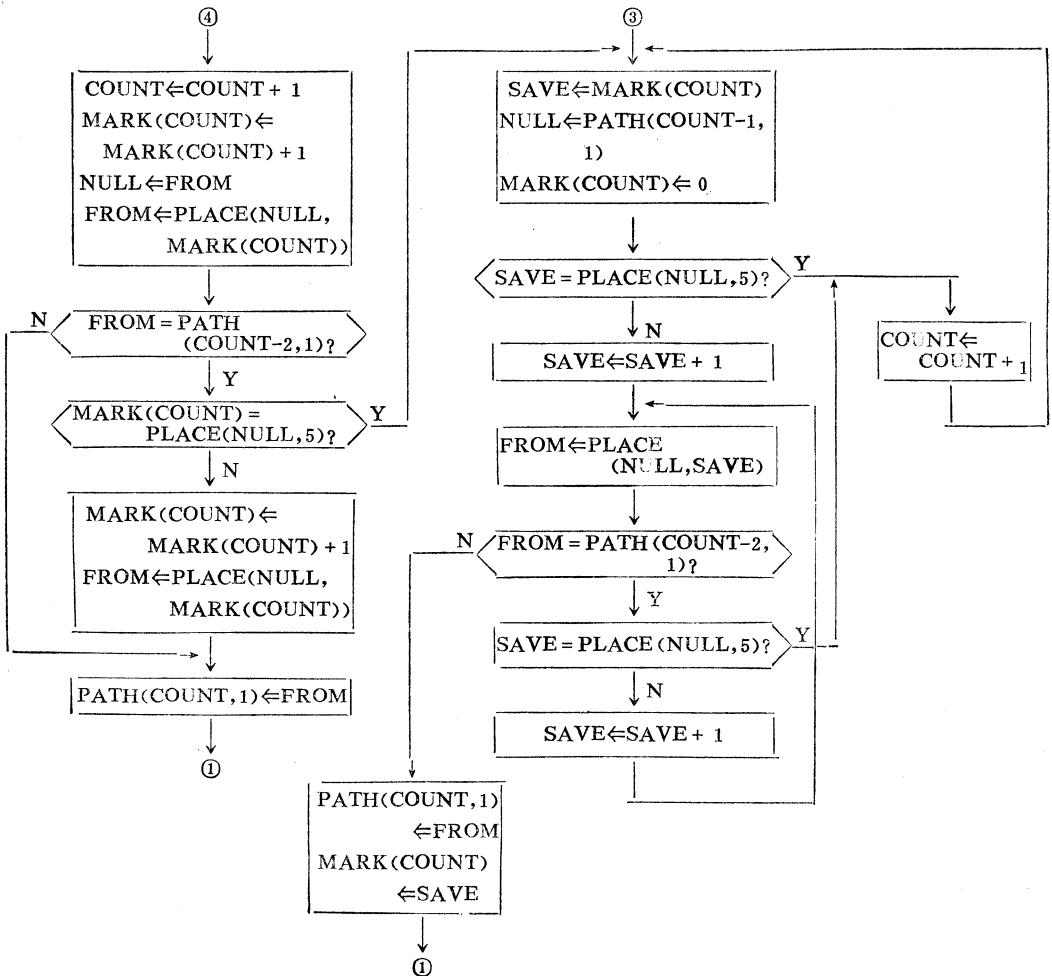 ④
COUNT⇐COUNT + 1
MARK(COUNT)⇐
MARK(COUNT)+1
NULL⇐FROM
FROM⇐PLACE(NULL,
MARK(COUNT))
N
FROM=PATH
(COUNT-2,1)?
Y
MARK(COUNT)=
PLACE(NULL,5)?
Y
N
MARK(COUNT)⇐
MARK(COUNT)+1
FROM⇐PLACE(NULL,
MARK(COUNT))
PATH(COUNT,1)⇐FROM
①
③
SAVE⇐MARK(COUNT)
NULL⇐PATH(COUNT-1,
1)
MARK(COUNT)⇐0
SAVE=PLACE(NULL,5)?
Y
N
COUNT⇐
COUNT+1
SAVE⇐SAVE + 1
FROM⇐PLACE
(NULL,SAVE)
N
FROM=PATH(COUNT-2,
1)?
Y
SAVE=PLACE(NULL,5)?
Y
N
SAVE⇐SAVE + 1
PATH(COUNT,1)
⇐FROM
MARK(COUNT)
⇐SAVE
①